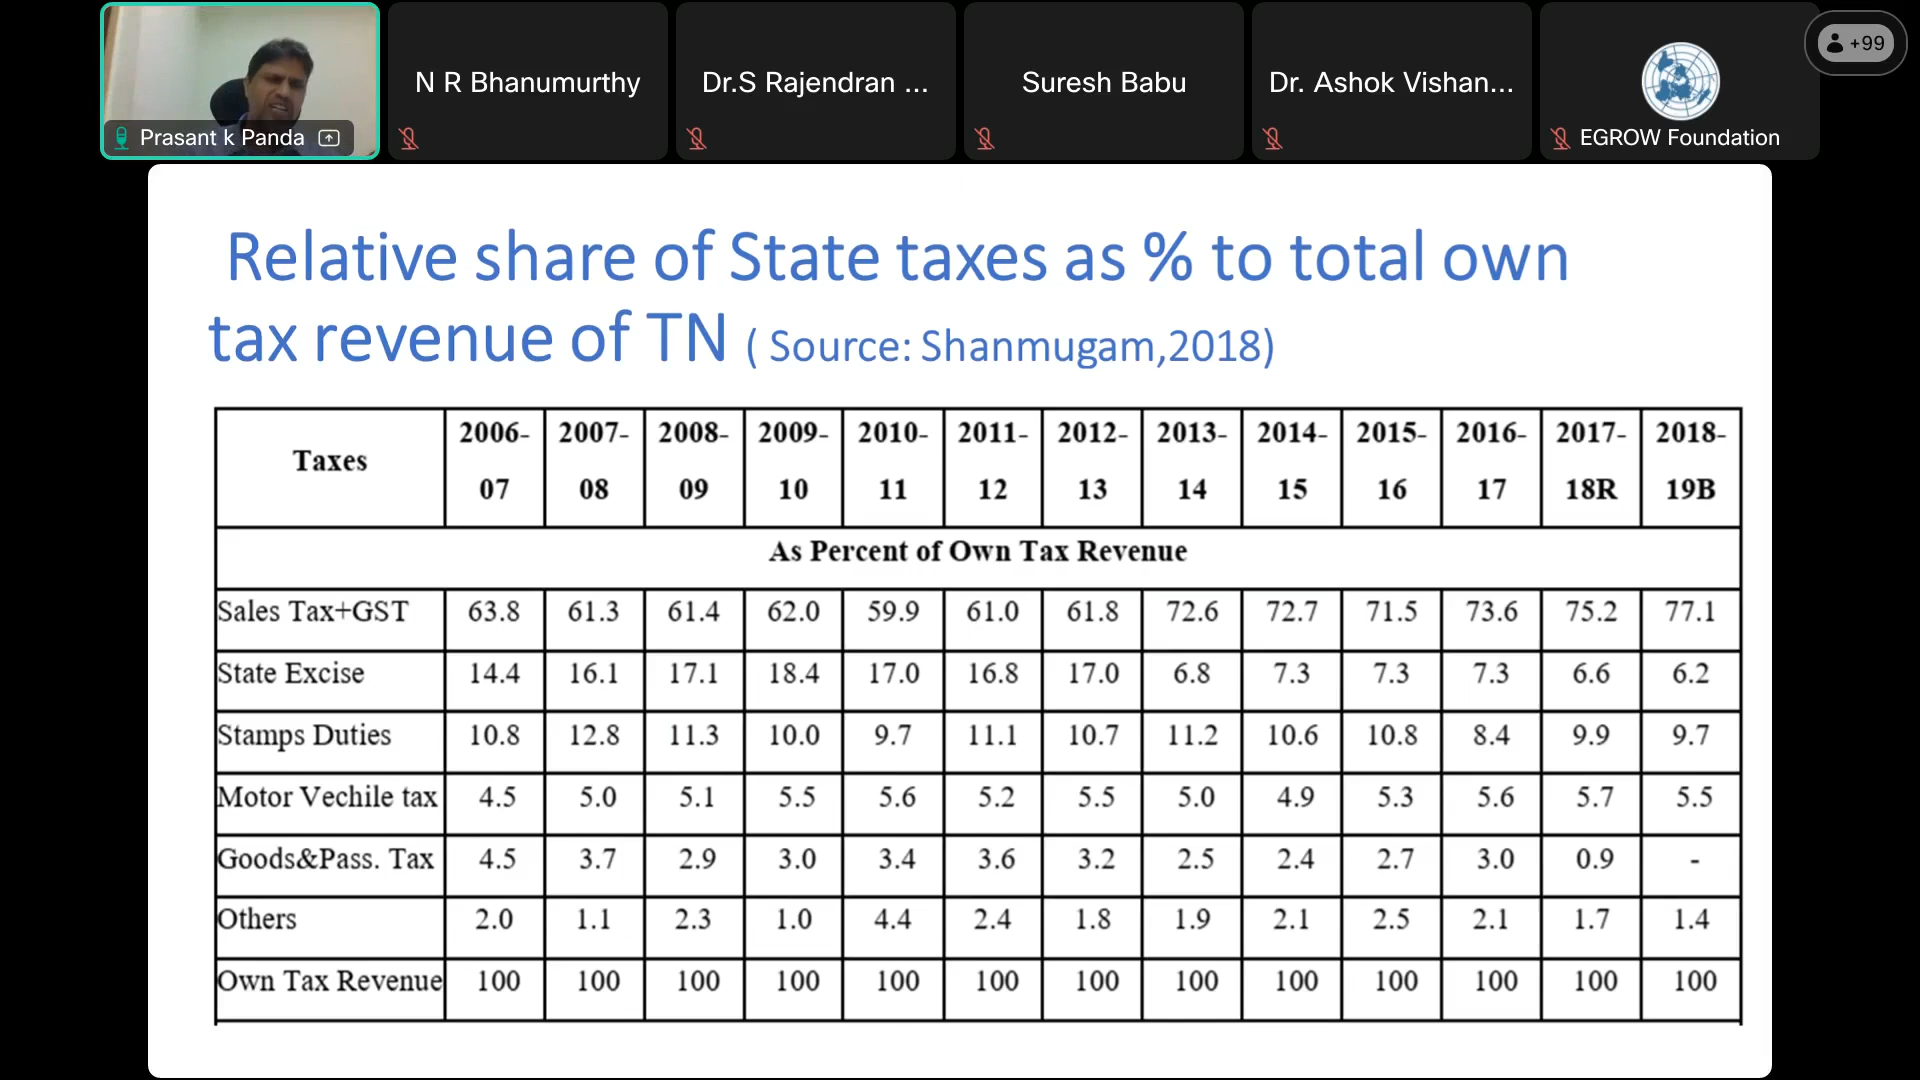 Prasant k Panda
N R Bhanumurthy
Dr.S Rajendran ...
Suresh Babu
Dr. Ashok Vishan...
EGROW Foundation
+99
Relative share of State taxes as % to total own
tax revenue of TN ( Source: Shanmugam,2018)
Taxes 2006-07 2007-08 2008-09 2009-10 2010-11 2011-12 2012-13 2013-14 2014-15 2015-16 2016-17 2017-18R 2018-19B
As Percent of Own Tax Revenue
Sales Tax+GST 63.8 61.3 61.4 62.0 59.9 61.0 61.8 72.6 72.7 71.5 73.6 75.2 77.1
State Excise 14.4 16.1 17.1 18.4 17.0 16.8 17.0 6.8 7.3 7.3 7.3 6.6 6.2
Stamps Duties 10.8 12.8 11.3 10.0 9.7 11.1 10.7 11.2 10.6 10.8 8.4 9.9 9.7
Motor Vechile tax 4.5 5.0 5.1 5.5 5.6 5.2 5.5 5.0 4.9 5.3 5.6 5.7 5.5
Goods&Pass. Tax 4.5 3.7 2.9 3.0 3.4 3.6 3.2 2.5 2.4 2.7 3.0 0.9 -
Others 2.0 1.1 2.3 1.0 4.4 2.4 1.8 1.9 2.1 2.5 2.1 1.7 1.4
Own Tax Revenue 100 100 100 100 100 100 100 100 100 100 100 100 100